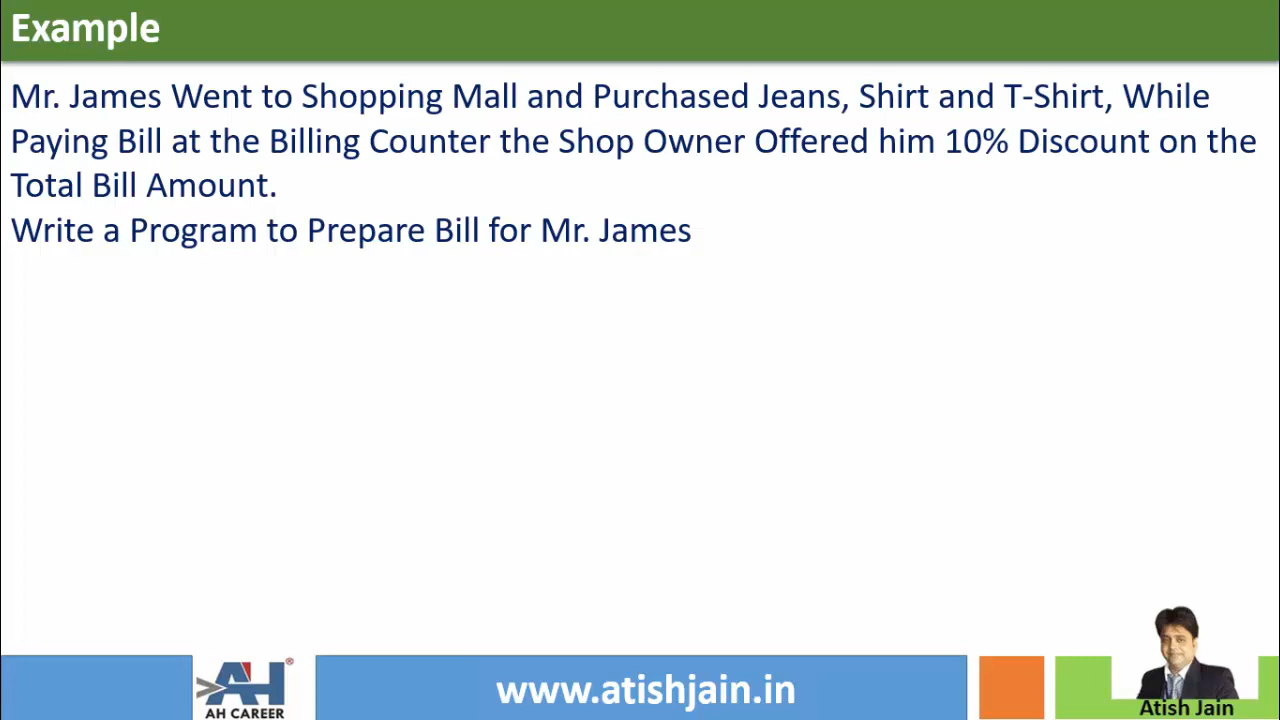 Example
Mr. James Went to Shopping Mall and Purchased Jeans, Shirt and T-Shirt, While
Paying Bill at the Billing Counter the Shop Owner Offered him 10% Discount on the
Total Bill Amount.
Write a Program to Prepare Bill for Mr. James
AH
®
AH CAREER
www.atishjain.in
Atish Jain